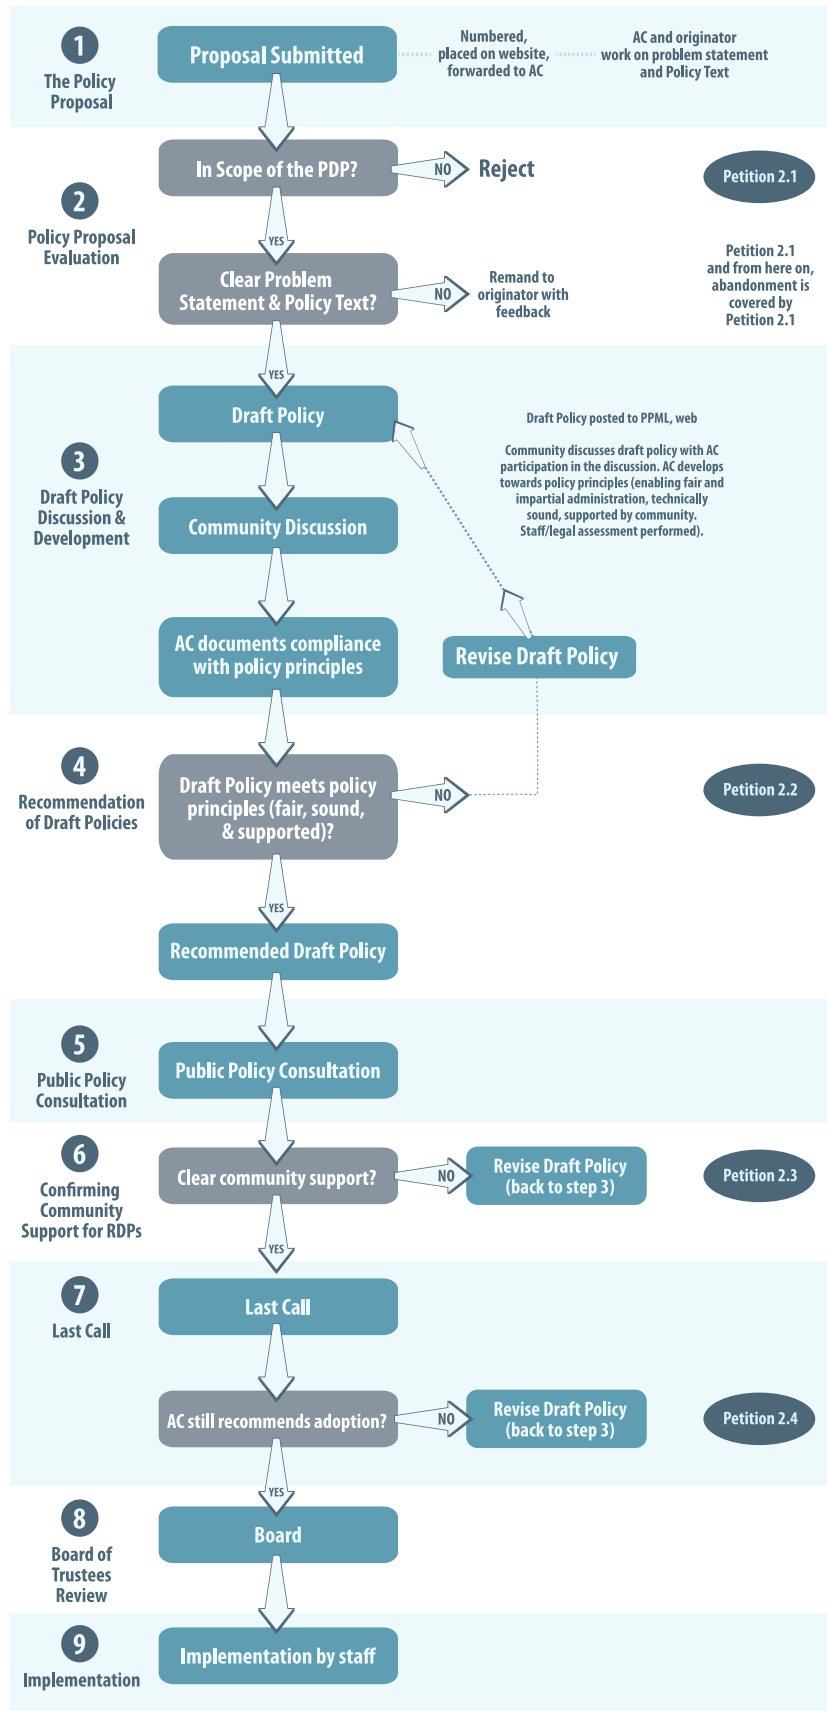 1
The Policy
Proposal
Proposal Submitted
Numbered,
placed on website,
forwarded to AC
AC and originator
work on problem statement
and Policy Text
2
Policy Proposal
Evaluation
In Scope of the PDP?
NO
Reject
Petition 2.1
YES
Clear Problem
Statement & Policy Text?
NO
Remand to
originator with
feedback
Petition 2.1
and from here on,
abandonment is
covered by
Petition 2.1
YES
3
Draft Policy
Discussion &
Development
Draft Policy
Draft Policy posted to PPML, web
Community discusses draft policy with AC
participation in the discussion. AC develops
towards policy principles (enabling fair and
impartial administration, technically
sound, supported by community.
Staff/legal assessment performed).
Community Discussion
AC documents compliance
with policy principles
Revise Draft Policy
4
Recommendation
of Draft Policies
Draft Policy meets policy
principles (fair, sound,
& supported)?
NO
Petition 2.2
YES
Recommended Draft Policy
5
Public Policy
Consultation
Public Policy Consultation
6
Confirming
Community
Support for RDPs
Clear community support?
NO
Revise Draft Policy
(back to step 3)
Petition 2.3
YES
7
Last Call
Last Call
AC still recommends adoption?
NO
Revise Draft Policy
(back to step 3)
Petition 2.4
YES
8
Board of
Trustees
Review
Board
9
Implementation
Implementation by staff